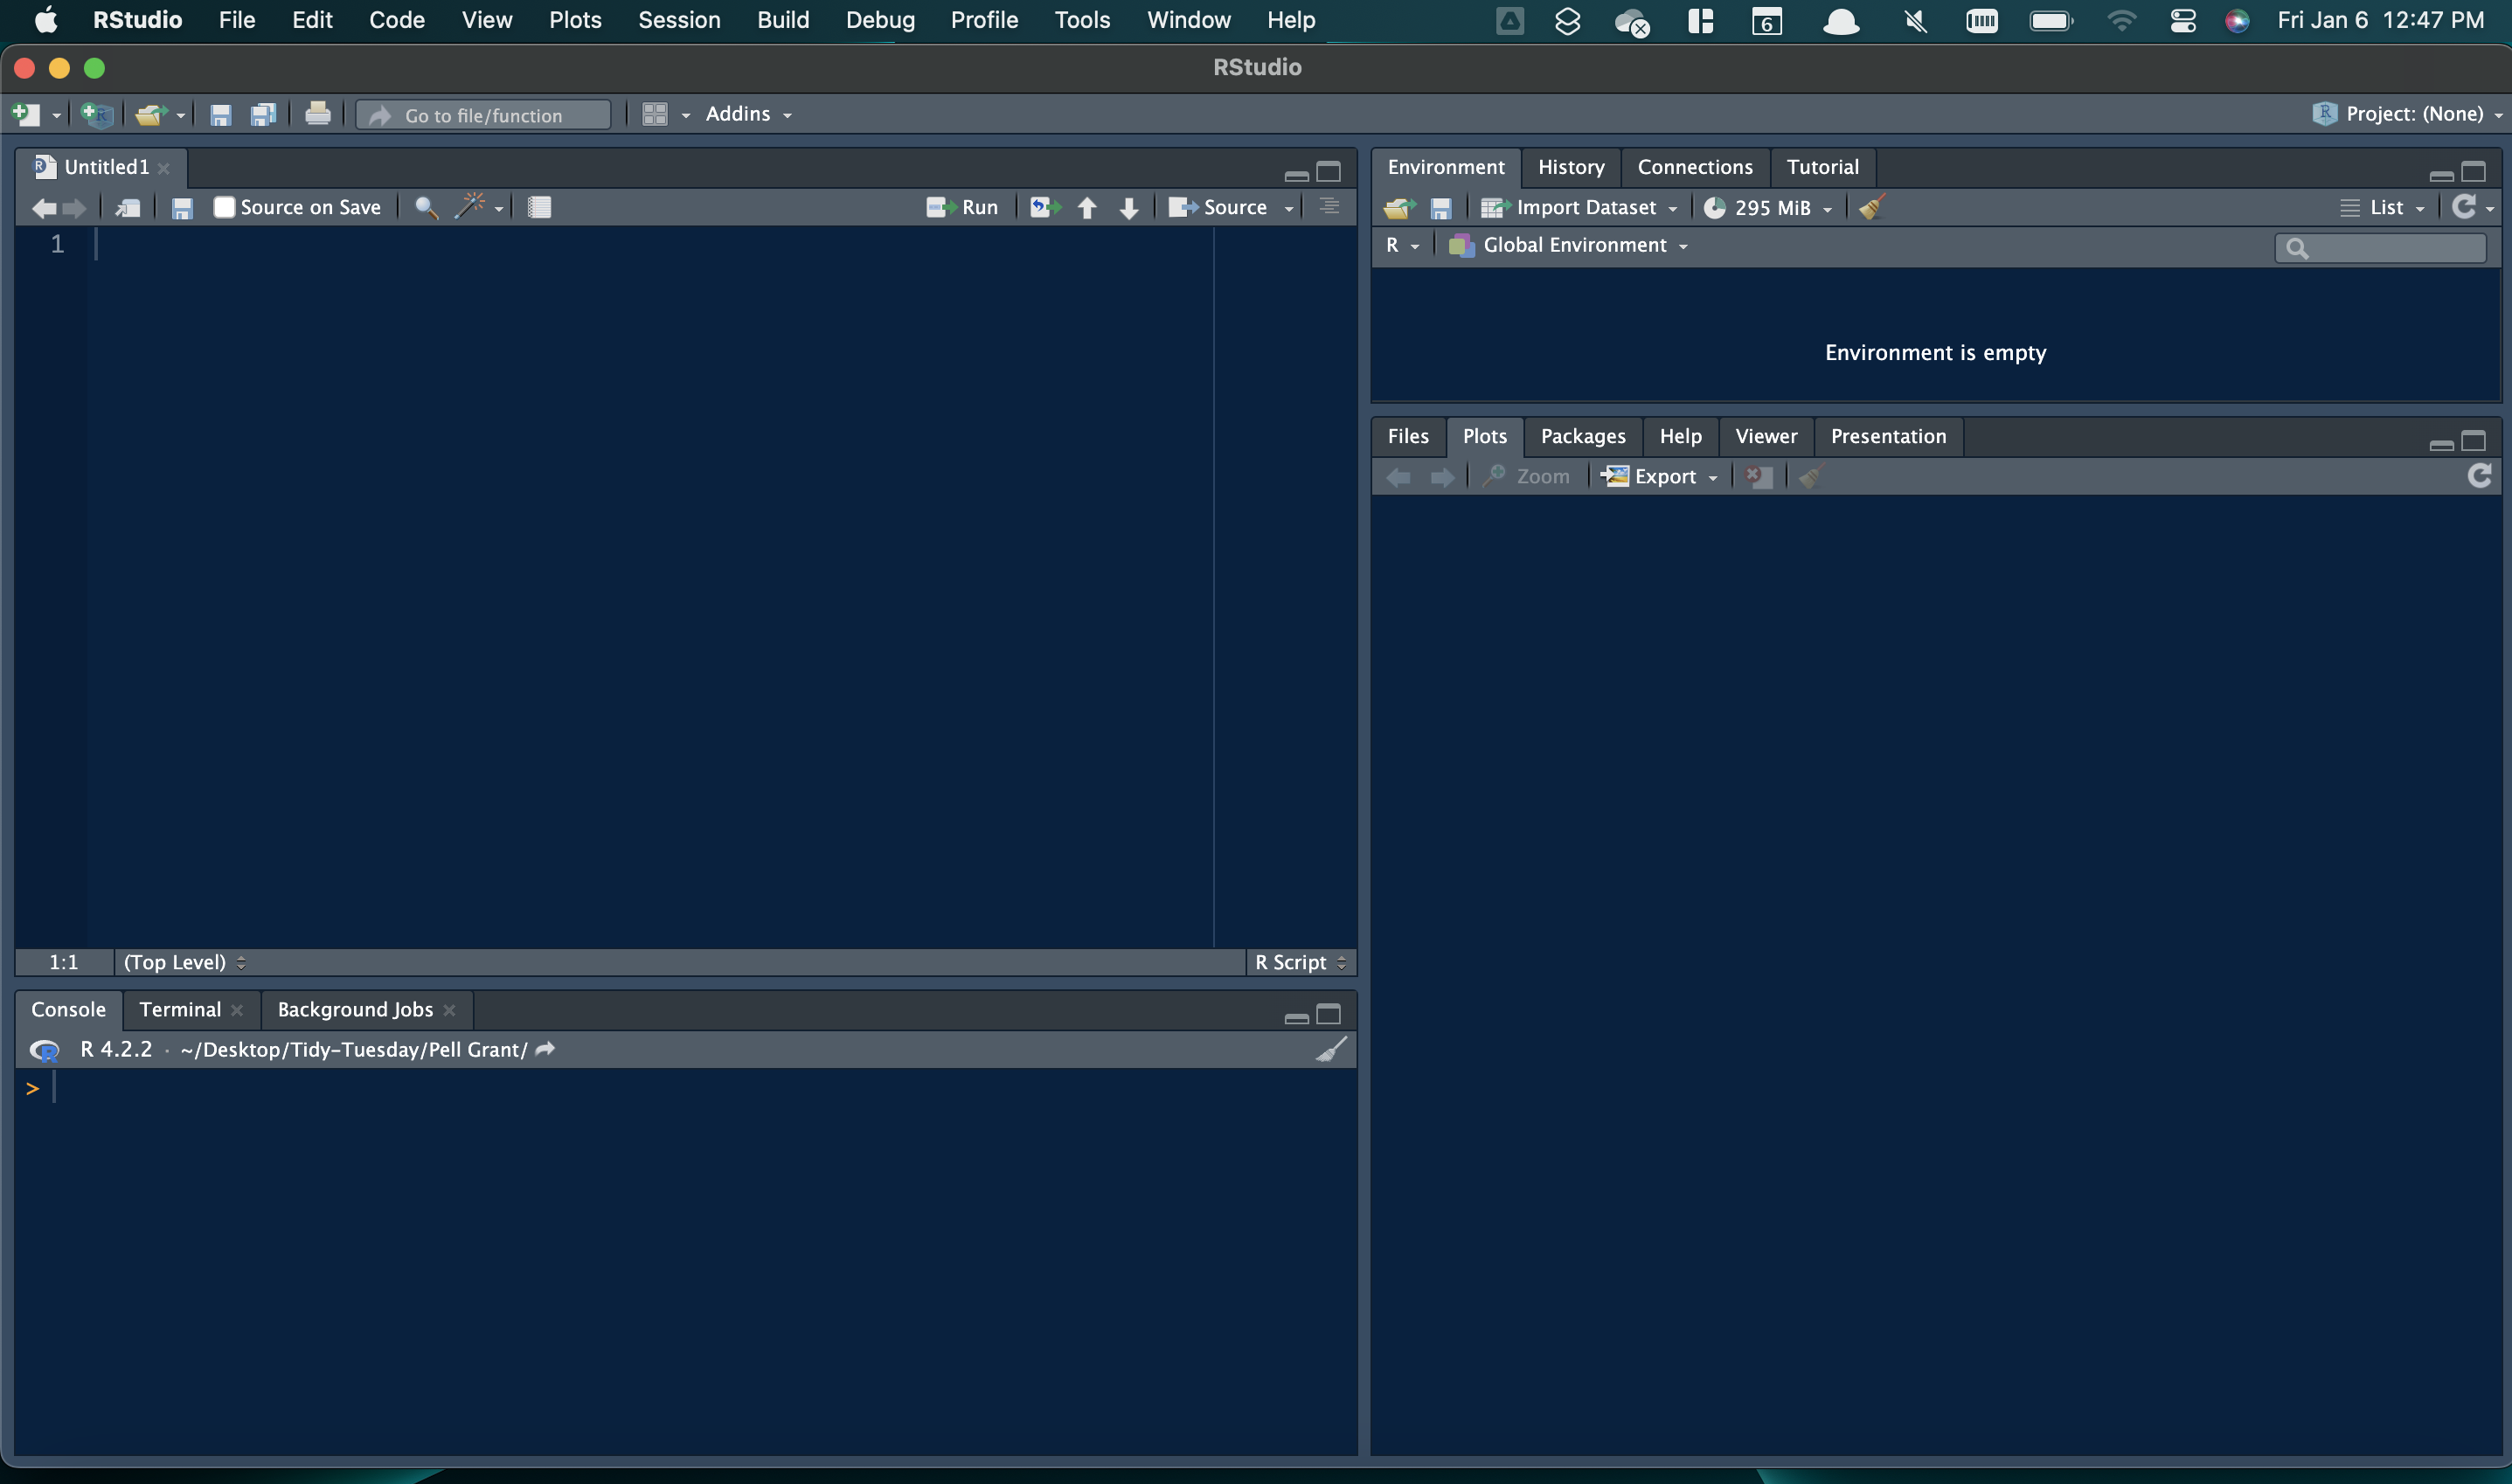 RStudio File Edit Code View Plots Session Build Debug Profile Tools Window Help 6 Fri Jan 6 12:47 PM
RStudio
Go to file/function Addins Project: (None)
Untitled1
Source on Save Run Source
1
1:1 (Top Level) R Script
Console Terminal Background Jobs
R 4.2.2 · ~/Desktop/Tidy-Tuesday/Pell Grant/
>
Environment History Connections Tutorial
Import Dataset 295 MiB List
R Global Environment
Environment is empty
Files Plots Packages Help Viewer Presentation
Zoom Export